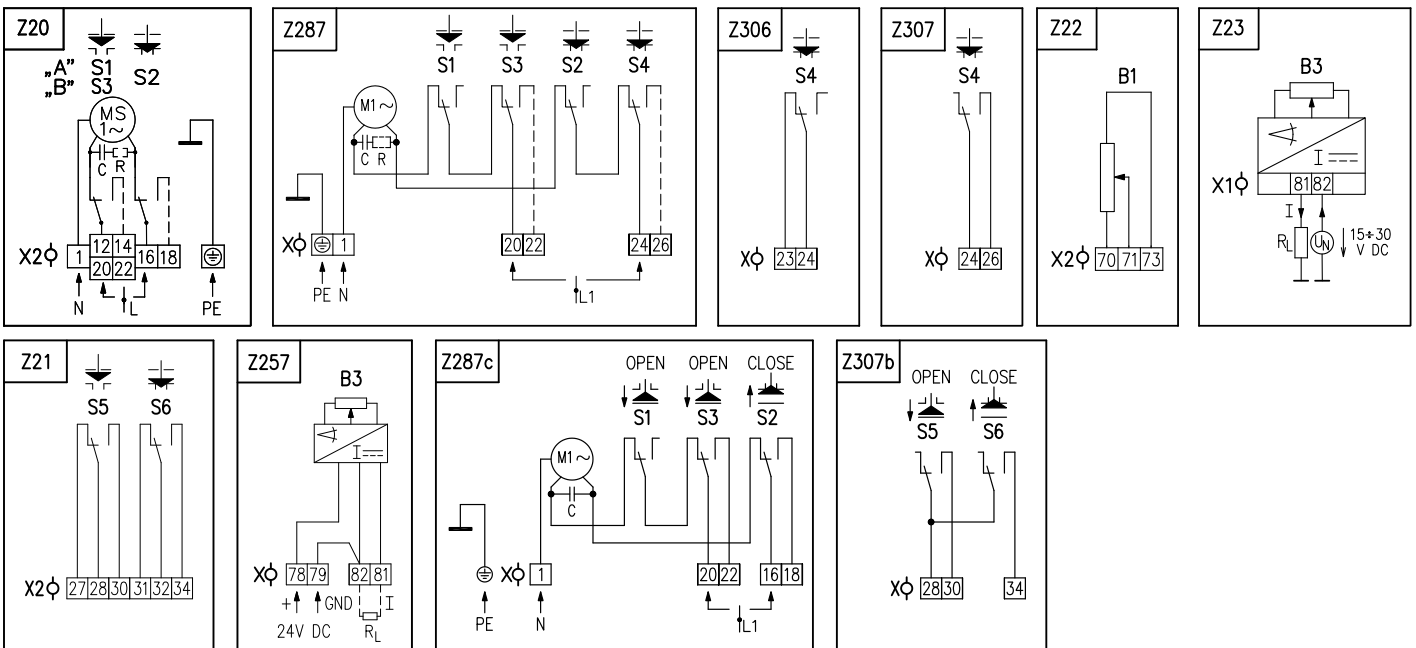 Z20
„A” S1 S2
„B” S3
MS
1~
C R
12 14
X2 1 16 18
20 22
N L PE
Z287
S1 S3 S2 S4
M1~
C R
X 1 20 22 24 26
PE N L1
Z306
S4
X 23 24
Z307
S4
X 24 26
Z22
B1
X2 70 71 73
Z23
B3
I
X1 81 82
I
RL UN 15÷30
V DC
Z21
S5 S6
X2 27 28 30 31 32 34
Z257
B3
I
X 78 79 82 81
+ GND I
24V DC RL
Z287c
OPEN OPEN CLOSE
S1 S3 S2
M1~
C
X 1 20 22 16 18
PE N L1
Z307b
OPEN CLOSE
S5 S6
X 28 30 34